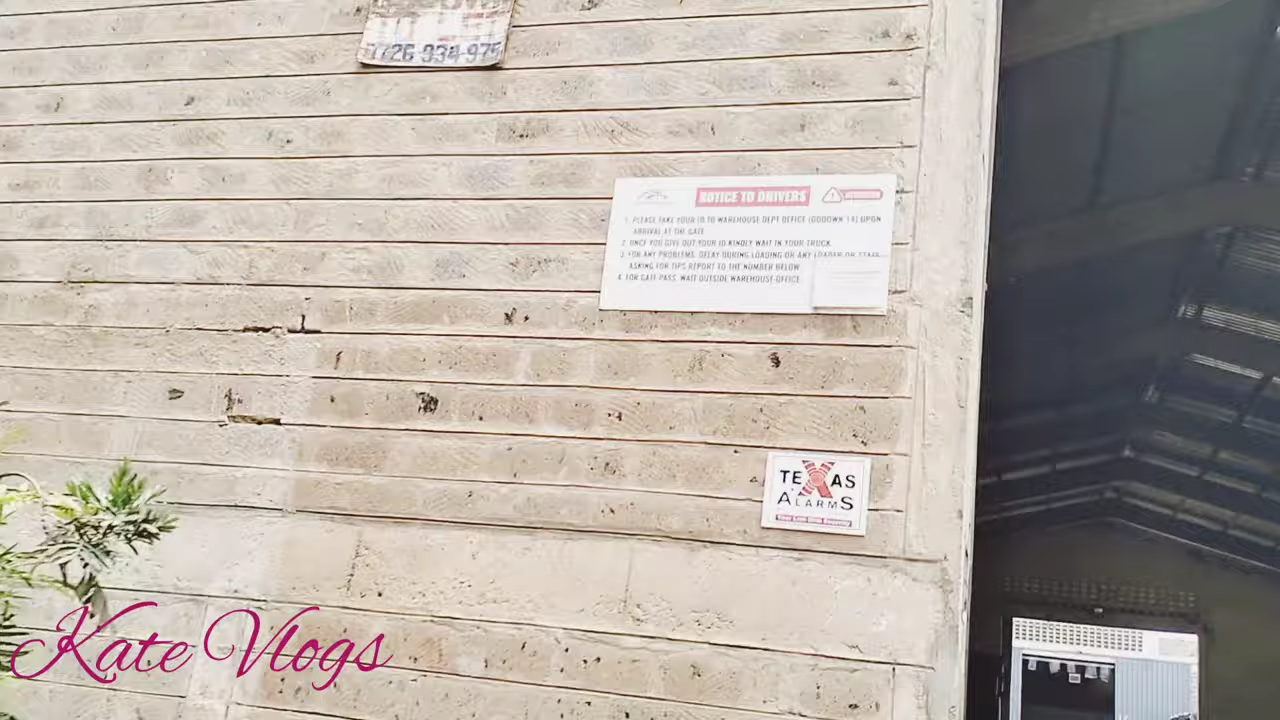 0726-934-975
NOTICE TO DRIVERS
1. PLEASE TAKE YOUR ID TO WAREHOUSE DEPT OFFICE (GODOWN 14) UPON
ARRIVAL AT THE GATE
2. ONCE YOU GIVE OUT YOUR ID KINDLY WAIT IN YOUR TRUCK.
3. FOR ANY PROBLEMS, DELAY DURING LOADING OR ANY LOADER OR STAFF
ASKING FOR TIPS REPORT TO THE NUMBER BELOW
4. FOR GATE PASS, WAIT OUTSIDE WAREHOUSE OFFICE
TEXAS
ALARMS
Kate Vlogs